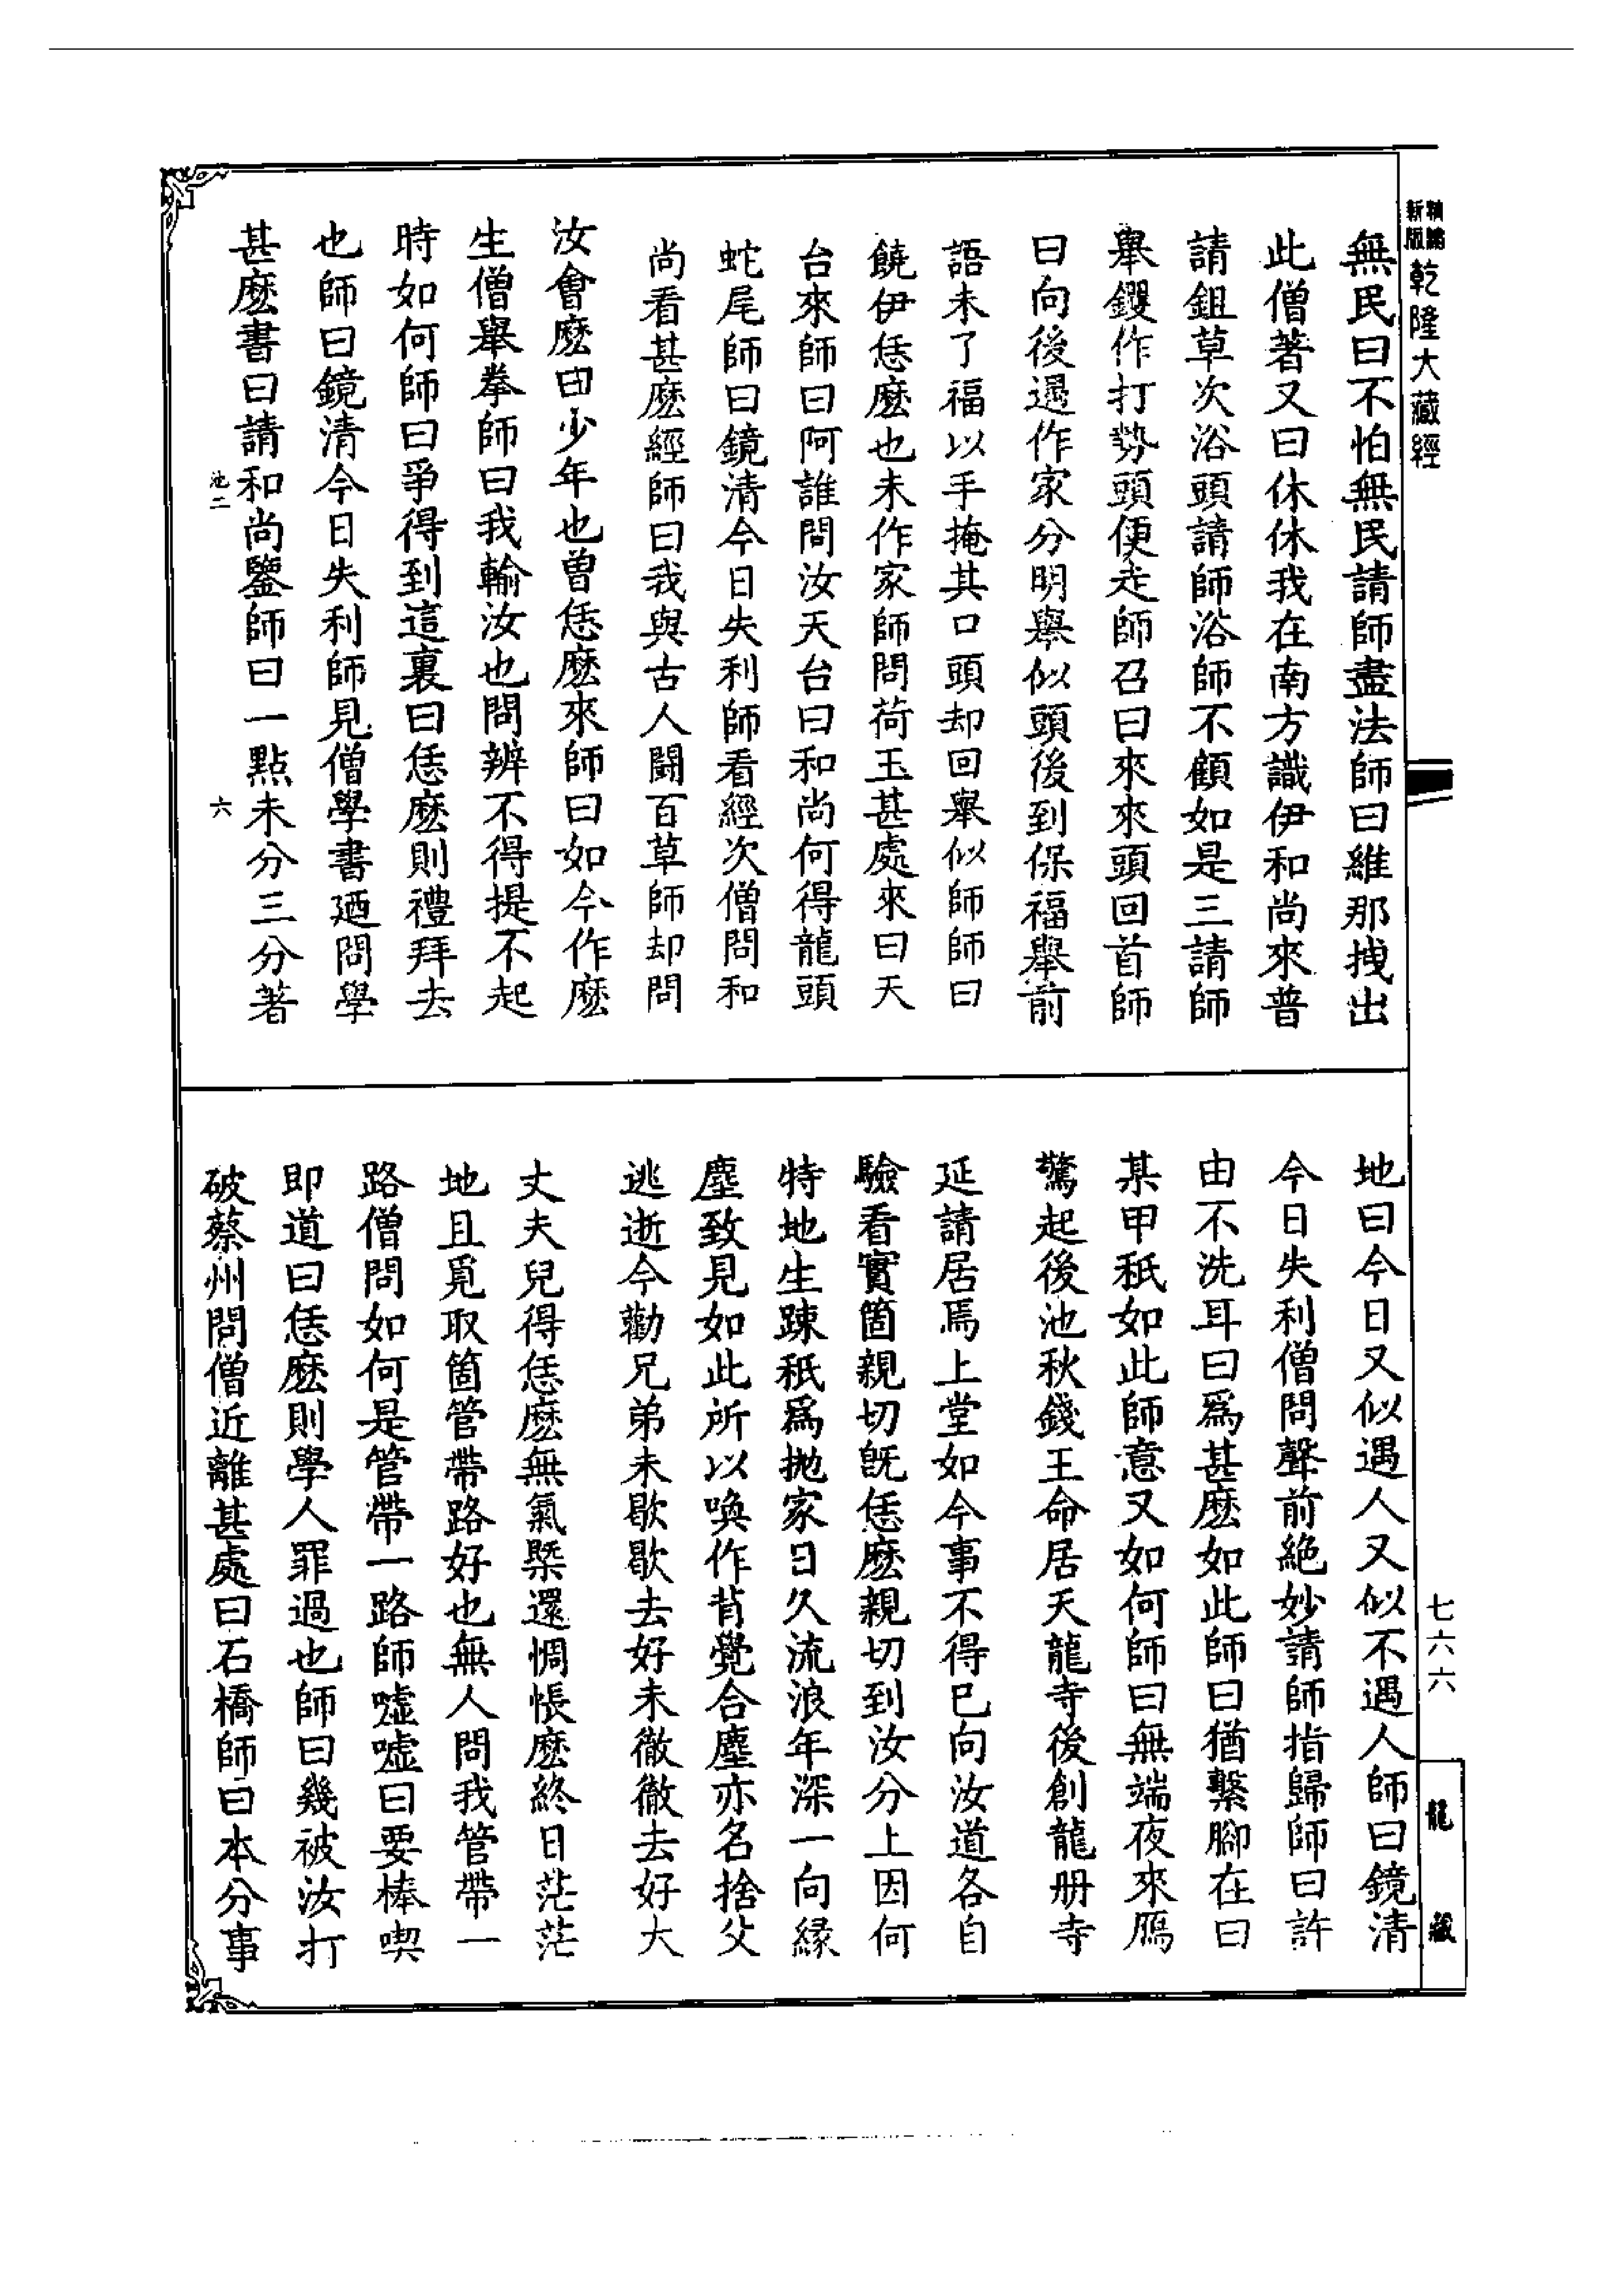 新版
精編
乾隆大藏經
無民曰不怕無民請師盡法師曰維那拽出
此僧著又曰休休我在南方識伊和尚來普
請鉏草次浴頭請師浴師不顧如是三請師
舉钁作打勢頭便走師召曰來來頭回首師
曰向後遇作家分明舉似頭後到保福舉前
語未了福以手掩其口頭却回舉似師師曰
饒伊恁麽也未作家師問荷玉甚處來曰天
台來師曰阿誰問汝天台曰和尚何得龍頭
蛇尾師曰鏡清今日失利師看經次僧問和
尚看甚麽經師曰我與古人鬬百草師却問
汝會麽曰少年也曾恁麽來師曰如今作麽
生僧舉拳師曰我輸汝也問辨不得提不起
時如何師曰爭得到這裏曰恁麽則禮拜去
也師曰鏡清今日失利師見僧學書廼問學
甚麽書曰請和尚鑒師曰一點未分三分著
池二
六
地曰今日又似遇人又似不遇人師曰鏡清
今日失利僧問聲前絶妙請師指歸師曰許
由不洗耳曰爲甚麽如此師曰猶繫腳在曰
某甲秖如此師意又如何師曰無端夜來鴈
驚起後池秋錢王命居天龍寺後創龍册寺
延請居焉上堂如今事不得已向汝道各自
驗看實箇親切旣恁麽親切到汝分上因何
特地生踈秖爲抛家日久流浪年深一向緣
塵致見如此所以喚作背覺合塵亦名捨父
逃逝今勸兄弟未歇歇去好未徹徹去好大
丈夫兒得恁麽無氣槩還惆悵麽終日茫茫
地且覓取箇管帶路好也無人問我管帶一
路僧問如何是管帶一路師噓噓曰要棒喫
即道曰恁麽則學人罪過也師曰幾被汝打
破蔡州問僧近離甚處曰石橋師曰本分事
七六六
龍藏